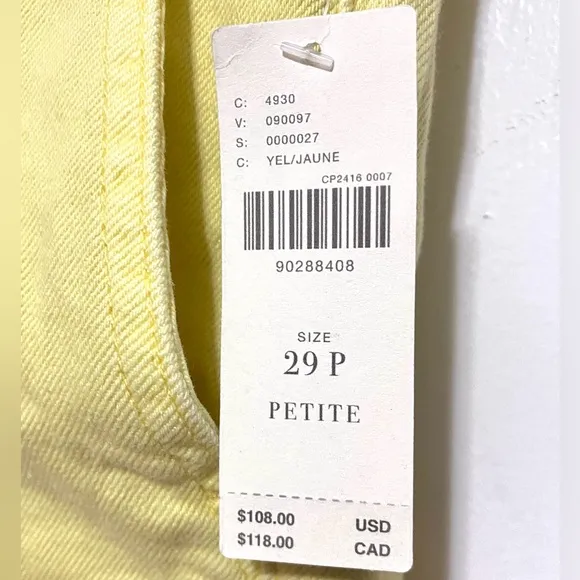 C: 4930
V: 090097
S: 0000027
C: YEL/JAUNE
CP2416 0007
90288408
SIZE
29 P
PETITE
$108.00 USD
$118.00 CAD